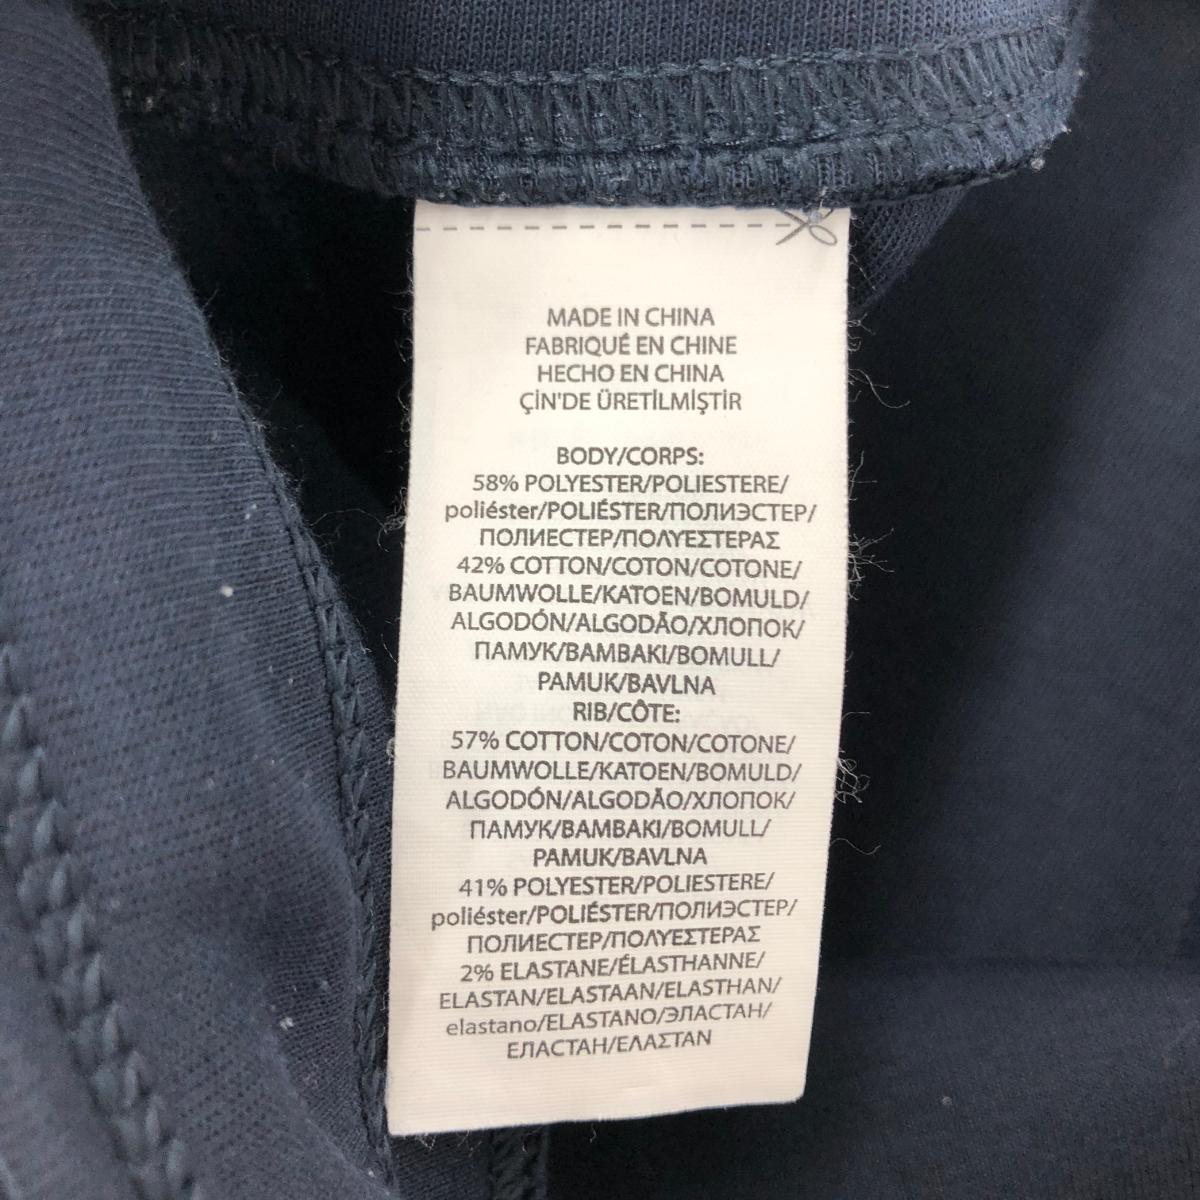 MADE IN CHINA
FABRIQUÉ EN CHINE
HECHO EN CHINA
ÇİN'DE ÜRETİLMİŞTİR
BODY/CORPS:
58% POLYESTER/POLIESTERE/
poliéster/POLIÉSTER/ПОЛИЭСТЕР/
ПОЛИЕСТЕР/ΠΟΛΥΕΣΤΕΡΑΣ
42% COTTON/COTON/COTONE/
BAUMWOLLE/KATOEN/BOMULD/
ALGODÓN/ALGODÃO/ХЛОПОК/
ПАМУК/BAMBAKI/BOMULL/
PAMUK/BAVLNA
RIB/CÔTE:
57% COTTON/COTON/COTONE/
BAUMWOLLE/KATOEN/BOMULD/
ALGODÓN/ALGODÃO/ХЛОПОК/
ПАМУК/BAMBAKI/BOMULL/
PAMUK/BAVLNA
41% POLYESTER/POLIESTERE/
poliéster/POLIÉSTER/ПОЛИЭСТЕР/
ПОЛИЕСТЕР/ΠΟΛΥΕΣΤΕΡΑΣ
2% ELASTANE/ÉLASTHANNE/
ELASTAN/ELASTAAN/ELASTHAN/
elastano/ELASTANO/ЭЛАСТАН/
ЕЛАСТАН/ΕΛΑΣΤΑΝ